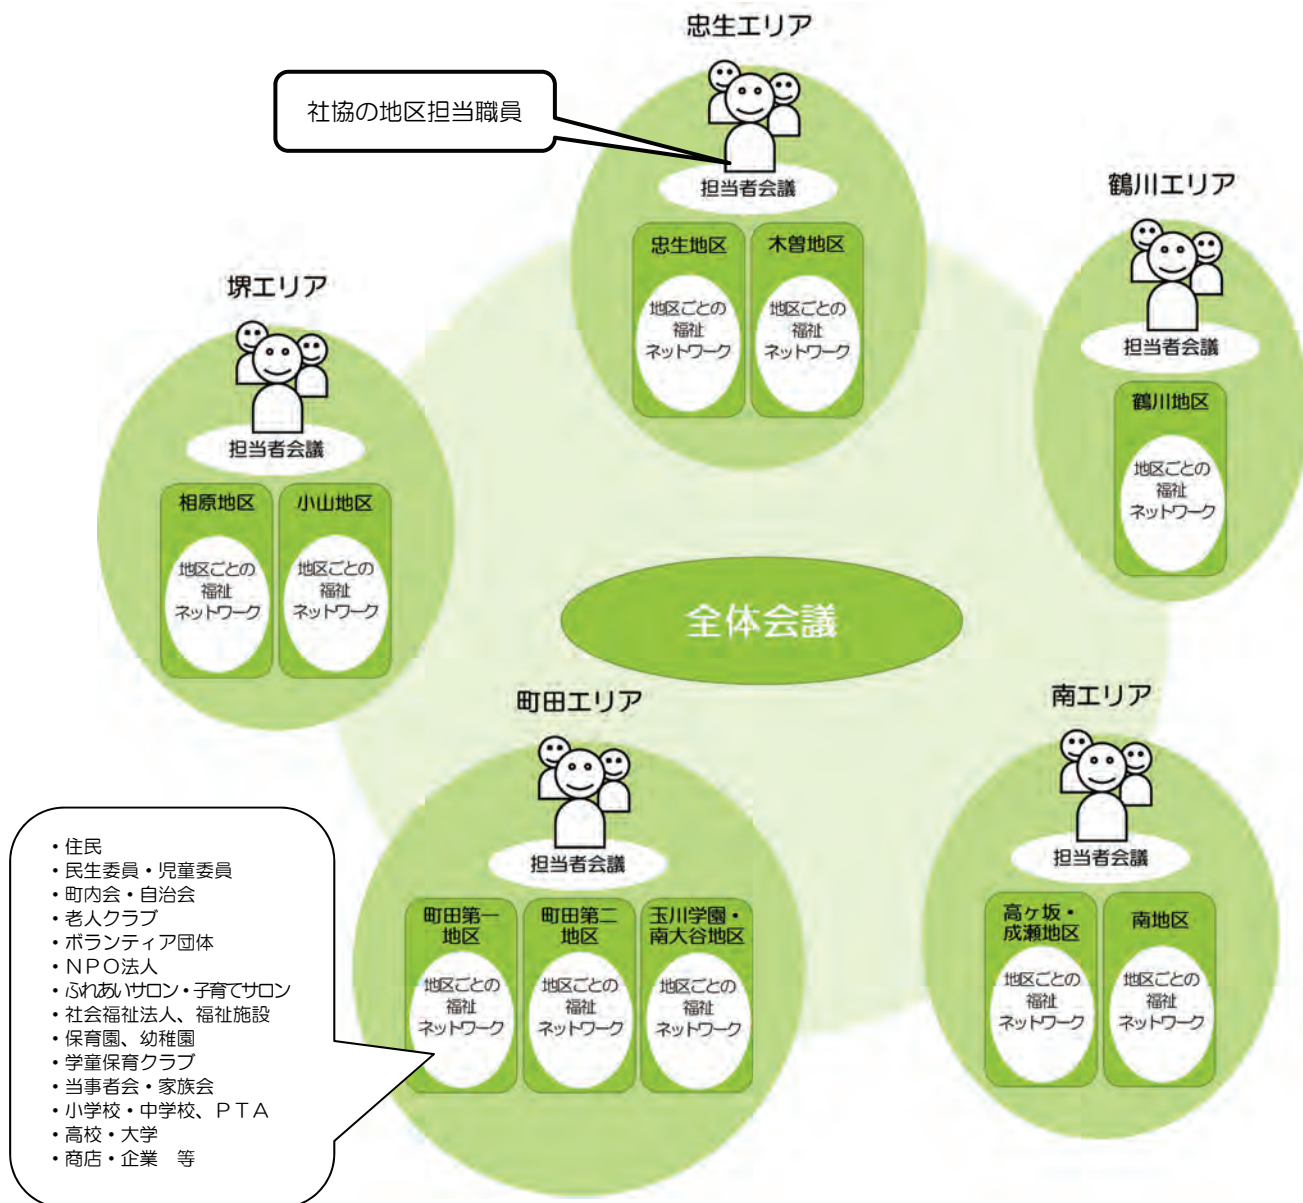 忠生エリア
社協の地区担当職員
担当者会議
忠生地区
地区ごとの
福祉
ネットワーク
木曽地区
地区ごとの
福祉
ネットワーク
鶴川エリア
担当者会議
鶴川地区
地区ごとの
福祉
ネットワーク
堺エリア
担当者会議
相原地区
地区ごとの
福祉
ネットワーク
小山地区
地区ごとの
福祉
ネットワーク
全体会議
町田エリア
担当者会議
町田第一
地区
地区ごとの
福祉
ネットワーク
町田第二
地区
地区ごとの
福祉
ネットワーク
玉川学園・
南大谷地区
地区ごとの
福祉
ネットワーク
南エリア
担当者会議
高ヶ坂・
成瀬地区
地区ごとの
福祉
ネットワーク
南地区
地区ごとの
福祉
ネットワーク
・住民
・民生委員・児童委員
・町内会・自治会
・老人クラブ
・ボランティア団体
・ＮＰＯ法人
・ふれあいサロン・子育てサロン
・社会福祉法人、福祉施設
・保育園、幼稚園
・学童保育クラブ
・当事者会・家族会
・小学校・中学校、ＰＴＡ
・高校・大学
・商店・企業　等